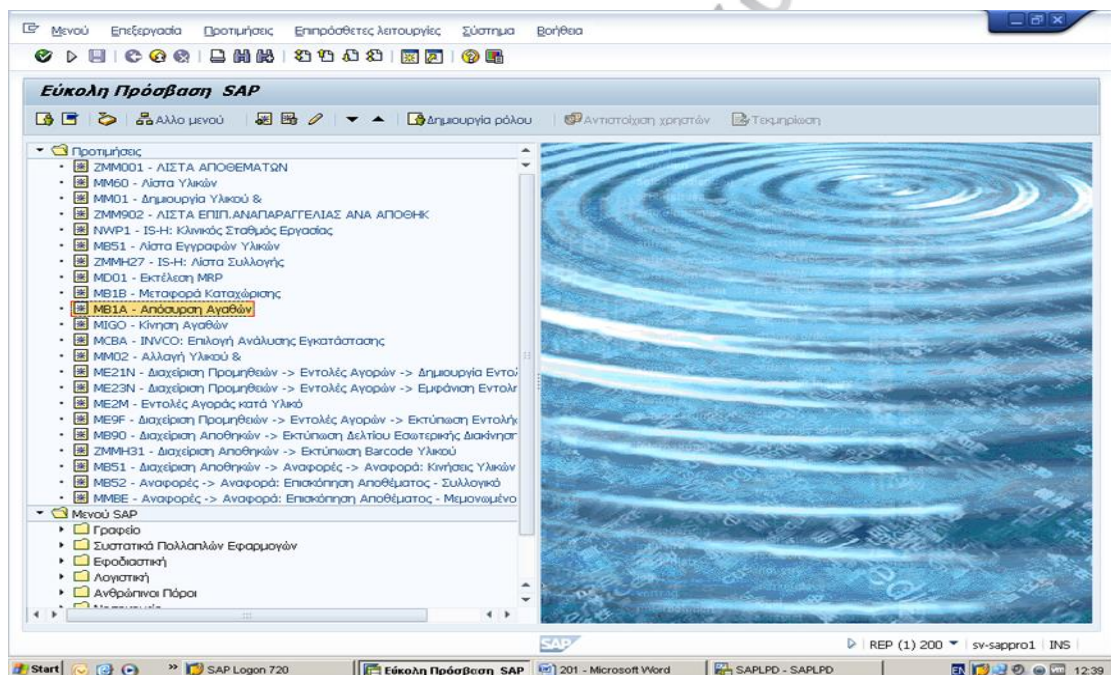 Μενού Επεξεργασία Προτιμήσεις Επιπρόσθετες λειτουργίες Σύστημα Βοήθεια
Εύκολη Πρόσβαση SAP
Αλλο μενού Δημιουργία ρόλου Αντιστοίχιση χρηστών Τεκμηρίωση
Προτιμήσεις
ZMM001 - ΛΙΣΤΑ ΑΠΟΘΕΜΑΤΩΝ
MM60 - Λίστα Υλικών
MM01 - Δημιουργία Υλικού &
ZMM902 - ΛΙΣΤΑ ΕΠΙΠ.ΑΝΑΠΑΡΑΓΓΕΛΙΑΣ ΑΝΑ ΑΠΟΘΗΚ
NWP1 - IS-H: Κλινικός Σταθμός Εργασίας
MB51 - Λίστα Εγγραφών Υλικών
ZMMH27 - IS-H: Λίστα Συλλογής
MD01 - Εκτέλεση MRP
MB1B - Μεταφορά Καταχώρισης
MB1A - Απόσυρση Αγαθών
MIGO - Κίνηση Αγαθών
MCBA - INVCO: Επιλογή Ανάλυσης Εγκατάστασης
MM02 - Αλλαγή Υλικού &
ME21N - Διαχείριση Προμηθειών -> Εντολές Αγορών -> Δημιουργία Εντολ
ME23N - Διαχείριση Προμηθειών -> Εντολές Αγορών -> Εμφάνιση Εντολ
ME2M - Εντολές Αγοράς κατά Υλικό
ME9F - Διαχείριση Προμηθειών -> Εντολές Αγορών -> Εκτύπωση Εντολής
MB90 - Διαχείριση Αποθηκών -> Εκτύπωση Δελτίου Εσωτερικής Διακίνησ
ZMMH31 - Διαχείριση Αποθηκών -> Εκτύπωση Barcode Υλικού
MB51 - Διαχείριση Αποθηκών -> Αναφορές -> Αναφορά: Κινήσεις Υλικών
MB52 - Αναφορές -> Αναφορά: Επισκόπηση Αποθέματος - Συλλογικό
MMBE - Αναφορές -> Αναφορά: Επισκόπηση Αποθέματος - Μεμονωμένο
Μενού SAP
Γραφείο
Συστατικά Πολλαπλών Εφαρμογών
Εφοδιαστική
Λογιστική
Ανθρώπινοι Πόροι
SAP
REP (1) 200 sv-sappro1 INS
Start SAP Logon 720 Εύκολη Πρόσβαση SAP 201 - Microsoft Word SAPLPD - SAPLPD EN 12:39